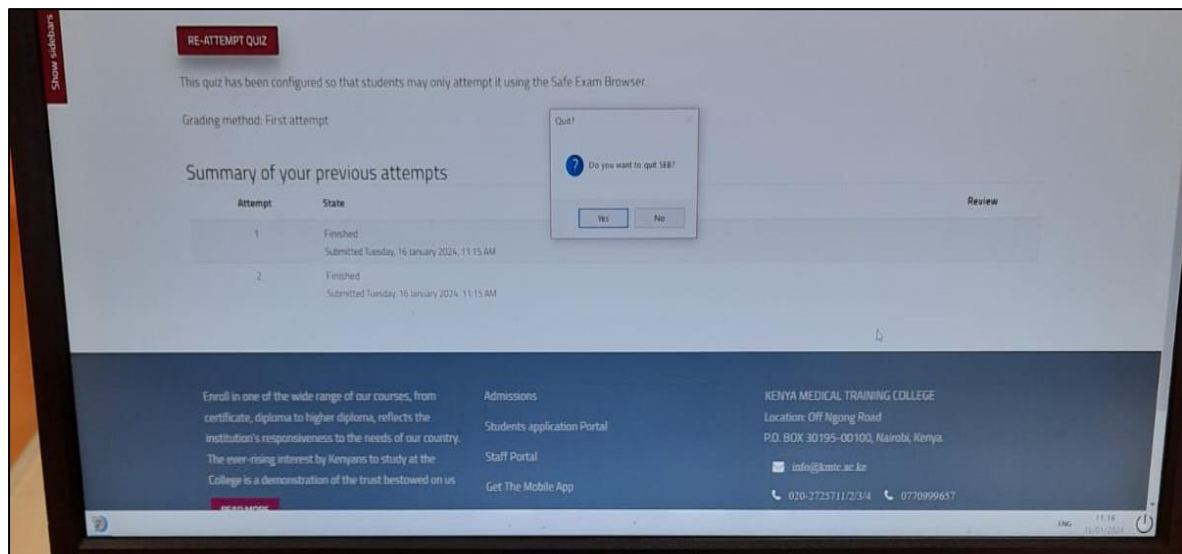 Show sidebars
RE-ATTEMPT QUIZ
This quiz has been configured so that students may only attempt it using the Safe Exam Browser.
Grading method: First attempt
Quit?
Do you want to quit SEB?
Yes No
Summary of your previous attempts
Attempt State Review
1 Finished
Submitted Tuesday, 16 January 2024, 11:15 AM
2 Finished
Submitted Tuesday, 16 January 2024, 11:15 AM
Enroll in one of the wide range of our courses, from
certificate, diploma to higher diploma, reflects the
institution's responsiveness to the needs of our country.
The ever-rising interest by Kenyans to study at the
College is a demonstration of the trust bestowed on us
READ MORE
Admissions
Students application Portal
Staff Portal
Get The Mobile App
KENYA MEDICAL TRAINING COLLEGE
Location: Off Ngong Road
P.O. BOX 30195-00100, Nairobi, Kenya.
info@kmtc.ac.ke
020-2725711/2/3/4 0770999657
ENG
11:16
16/01/2024